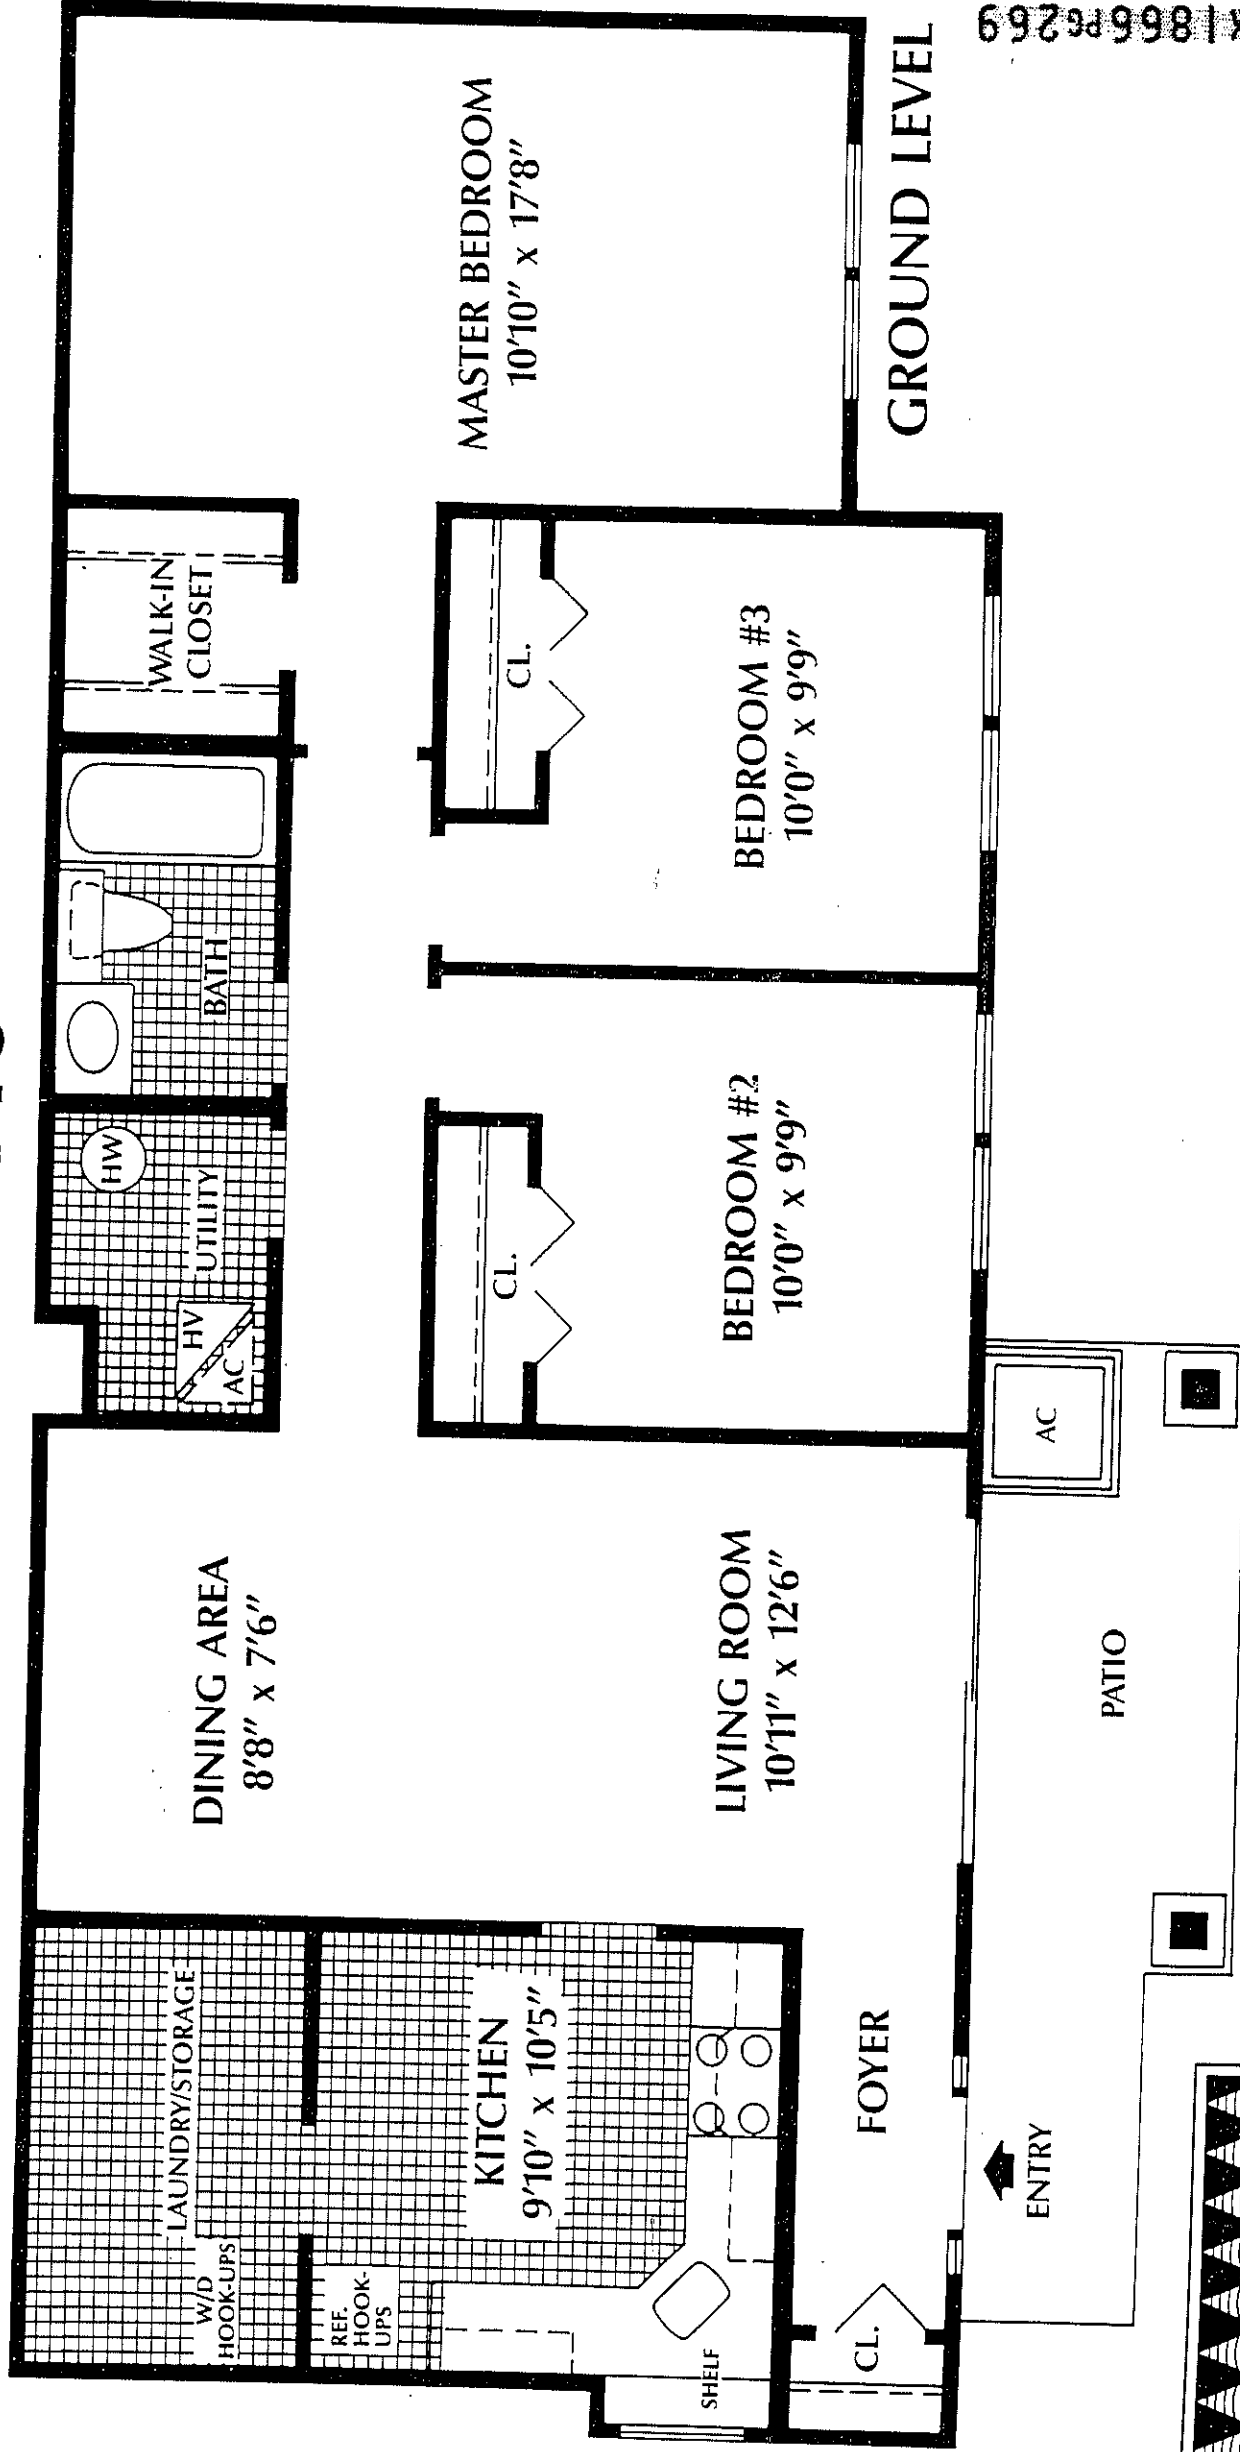 LAUNDRY/STORAGE
W/D
HOOK-UPS
REF.
HOOK-
UPS
KITCHEN
9'10" x 10'5"
SHELF
CL.
FOYER
ENTRY
DINING AREA
8'8" x 7'6"
LIVING ROOM
10'11" x 12'6"
PATIO
AC
UTILITY
HW
HV
AC
BATH
WALK-IN
CLOSET
CL.
BEDROOM #2
10'0" x 9'9"
CL.
BEDROOM #3
10'0" x 9'9"
MASTER BEDROOM
10'10" x 17'8"
GROUND LEVEL
1866PG269